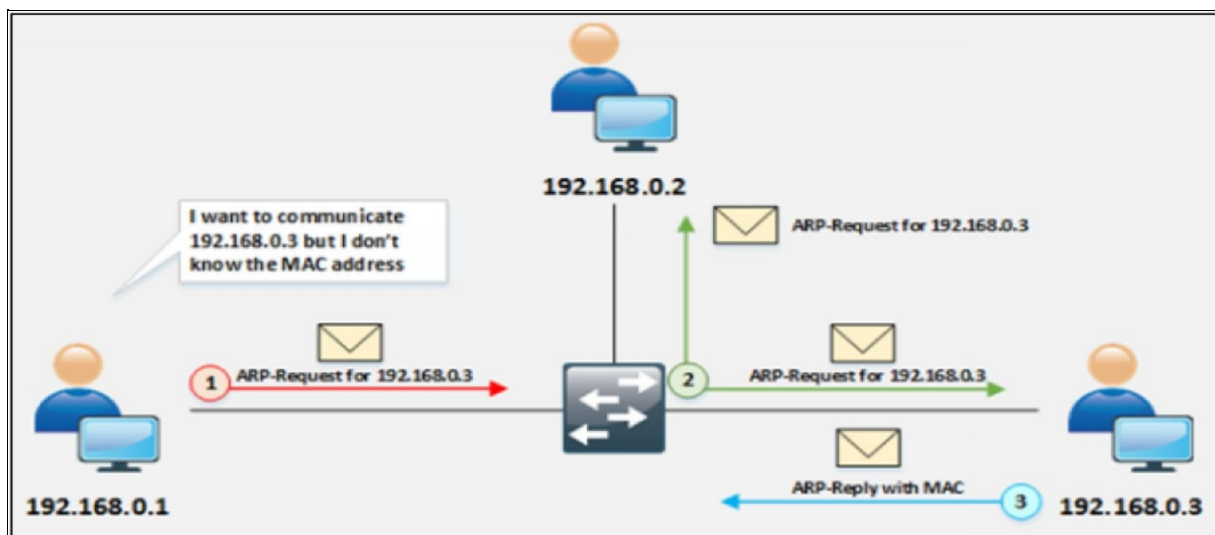 192.168.0.2
I want to communicate
192.168.0.3 but I don't
know the MAC address
ARP-Request for 192.168.0.3
1
ARP-Request for 192.168.0.3
2
ARP-Request for 192.168.0.3
ARP-Reply with MAC
3
192.168.0.1
192.168.0.3